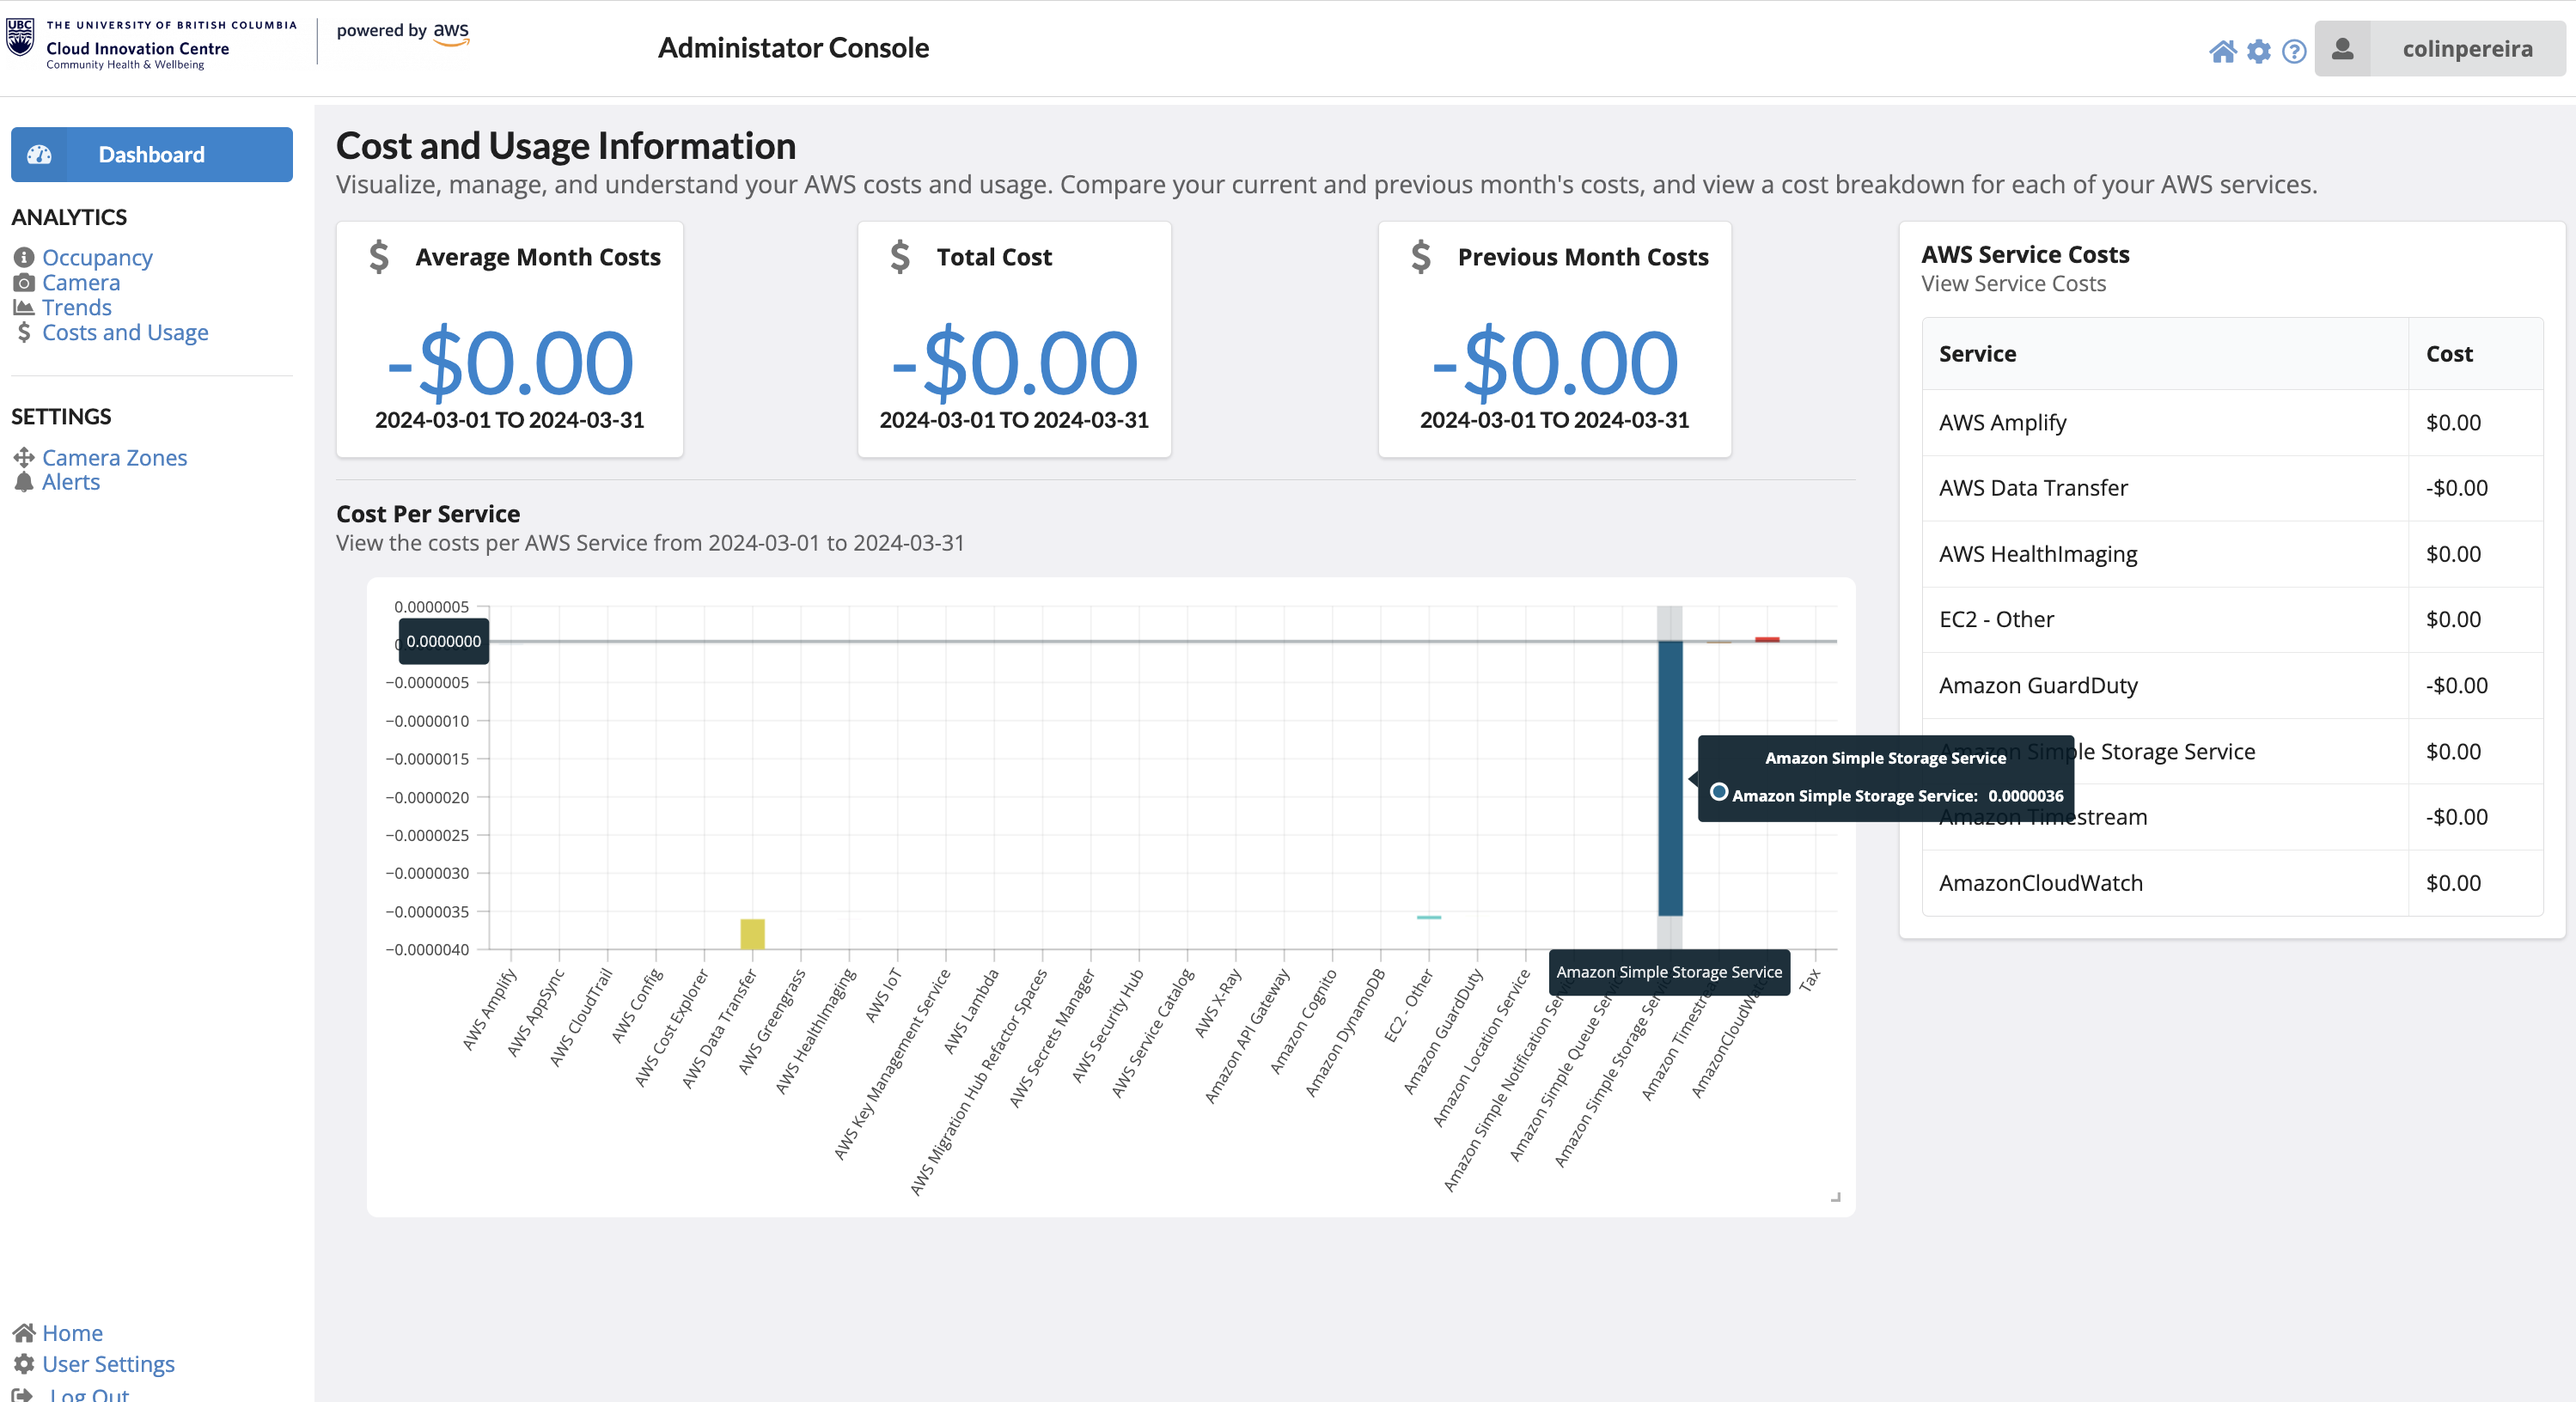 UBC
THE UNIVERSITY OF BRITISH COLUMBIA
Cloud Innovation Centre
Community Health & Wellbeing
powered by aws
Administator Console
colinpereira
Dashboard
ANALYTICS
Occupancy
Camera
Trends
Costs and Usage
SETTINGS
Camera Zones
Alerts
Home
User Settings
Log Out
Cost and Usage Information
Visualize, manage, and understand your AWS costs and usage. Compare your current and previous month's costs, and view a cost breakdown for each of your AWS services.
Average Month Costs
-$0.00
2024-03-01 TO 2024-03-31
Total Cost
-$0.00
2024-03-01 TO 2024-03-31
Previous Month Costs
-$0.00
2024-03-01 TO 2024-03-31
Cost Per Service
View the costs per AWS Service from 2024-03-01 to 2024-03-31
0.0000005
0.0000000
−0.0000005
−0.0000010
−0.0000015
−0.0000020
−0.0000025
−0.0000030
−0.0000035
−0.0000040
Amazon Simple Storage Service
Amazon Simple Storage Service: 0.0000036
Amazon Simple Storage Service
AWS Amplify
AWS AppSync
AWS CloudTrail
AWS Config
AWS Cost Explorer
AWS Data Transfer
AWS Greengrass
AWS HealthImaging
AWS IoT
AWS Key Management Service
AWS Lambda
AWS Migration Hub Refactor Spaces
AWS Secrets Manager
AWS Security Hub
AWS Service Catalog
AWS X-Ray
Amazon API Gateway
Amazon Cognito
Amazon DynamoDB
EC2 - Other
Amazon GuardDuty
Amazon Location Service
Amazon Simple Notification Service
Amazon Simple Queue Service
Amazon Simple Storage Service
Amazon Timestream
AmazonCloudWatch
Tax
AWS Service Costs
View Service Costs
Service Cost
AWS Amplify $0.00
AWS Data Transfer -$0.00
AWS HealthImaging $0.00
EC2 - Other $0.00
Amazon GuardDuty -$0.00
Amazon Simple Storage Service $0.00
Amazon Timestream -$0.00
AmazonCloudWatch $0.00